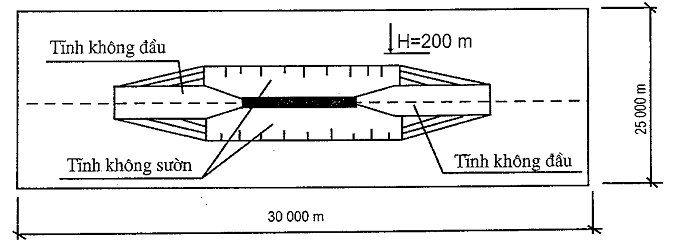 Tĩnh không đầu
H=200 m
25 000 m
Tĩnh không sườn
Tĩnh không đầu
30 000 m